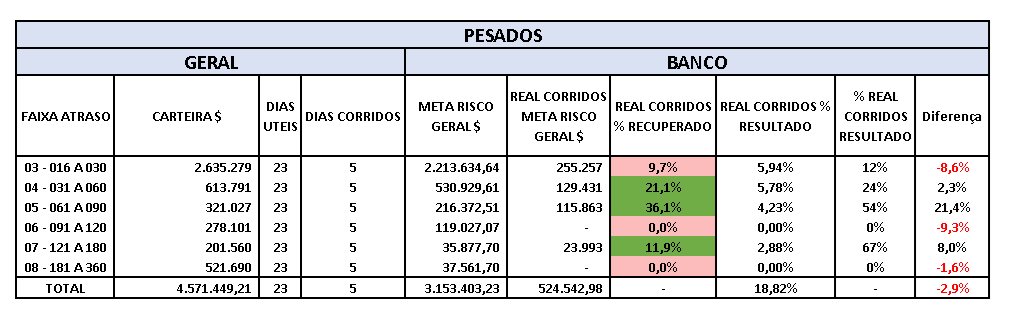 PESADOS
GERAL BANCO
FAIXA ATRASO CARTEIRA $ DIAS UTEIS DIAS CORRIDOS META RISCO GERAL $ REAL CORRIDOS META RISCO GERAL $ REAL CORRIDOS % RECUPERADO REAL CORRIDOS % RESULTADO % REAL CORRIDOS RESULTADO Diferença
03 - 016 A 030 2.635.279 23 5 2.213.634,64 255.257 9,7% 5,94% 12% -8,6%
04 - 031 A 060 613.791 23 5 530.929,61 129.431 21,1% 5,78% 24% 2,3%
05 - 061 A 090 321.027 23 5 216.372,51 115.863 36,1% 4,23% 54% 21,4%
06 - 091 A 120 278.101 23 5 119.027,07 - 0,0% 0,00% 0% -9,3%
07 - 121 A 180 201.560 23 5 35.877,70 23.993 11,9% 2,88% 67% 8,0%
08 - 181 A 360 521.690 23 5 37.561,70 - 0,0% 0,00% 0% -1,6%
TOTAL 4.571.449,21 23 5 3.153.403,23 524.542,98 - 18,82% - -2,9%